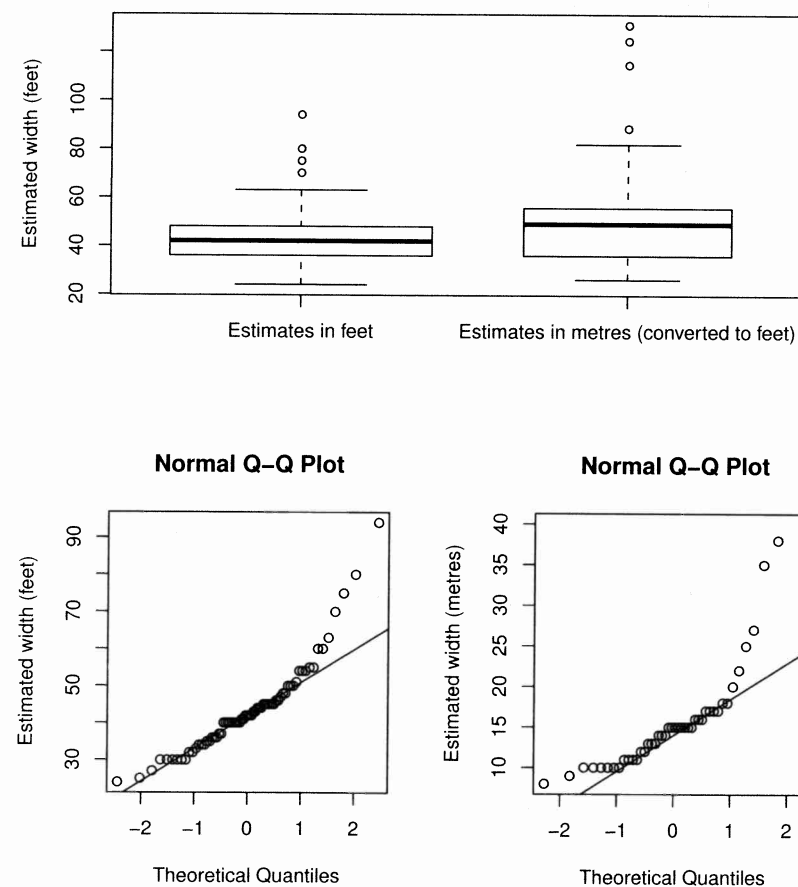 Estimated width (feet)
100
80
60
40
20
Estimates in feet
Estimates in metres (converted to feet)
Normal Q–Q Plot
Estimated width (feet)
90
70
50
30
−2
−1
0
1
2
Theoretical Quantiles
Normal Q–Q Plot
Estimated width (metres)
40
35
30
25
20
15
10
−2
−1
0
1
2
Theoretical Quantiles